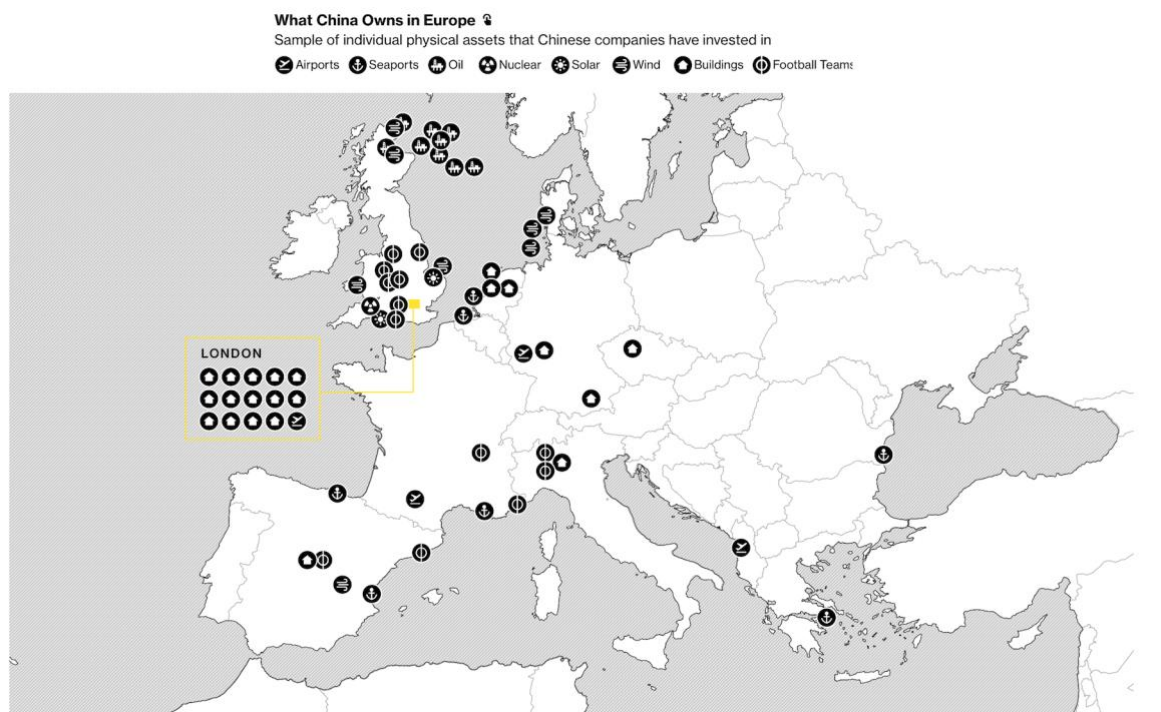 What China Owns in Europe
Sample of individual physical assets that Chinese companies have invested in
Airports Seaports Oil Nuclear Solar Wind Buildings Football Teams
LONDON